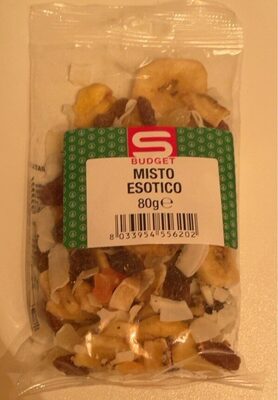 S
BUDGET
MISTO
ESOTICO
80g℮
8 033954 556202